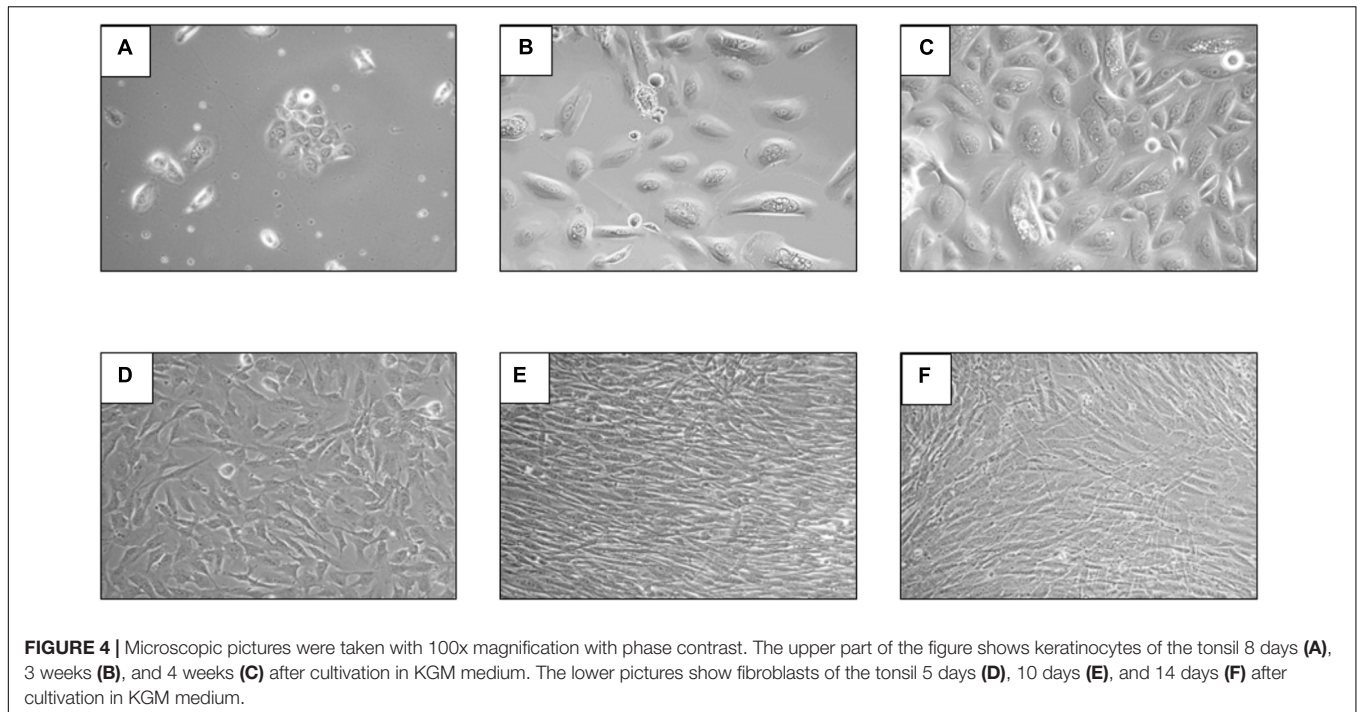 A
B
C
D
E
F
FIGURE 4 | Microscopic pictures were taken with 100x magnification with phase contrast. The upper part of the figure shows keratinocytes of the tonsil 8 days (A),
3 weeks (B), and 4 weeks (C) after cultivation in KGM medium. The lower pictures show fibroblasts of the tonsil 5 days (D), 10 days (E), and 14 days (F) after
cultivation in KGM medium.